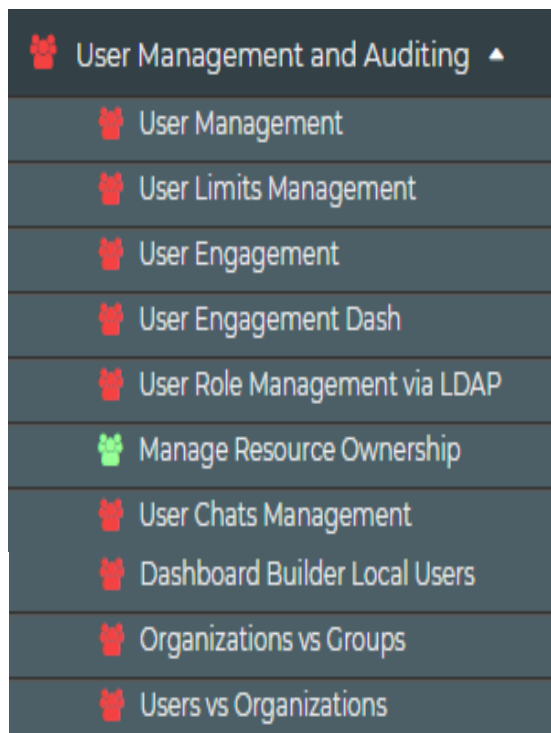 User Management and Auditing
User Management
User Limits Management
User Engagement
User Engagement Dash
User Role Management via LDAP
Manage Resource Ownership
User Chats Management
Dashboard Builder Local Users
Organizations vs Groups
Users vs Organizations